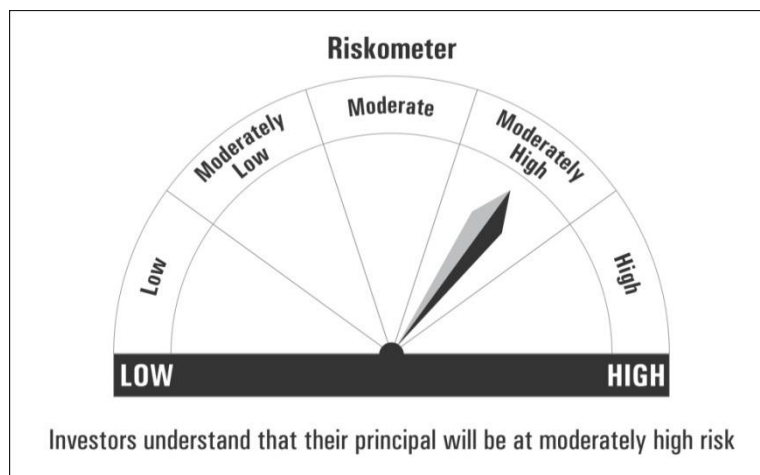 Riskometer
Moderately
Low
Moderate
Moderately
High
Low
High
LOW
HIGH
Investors understand that their principal will be at moderately high risk